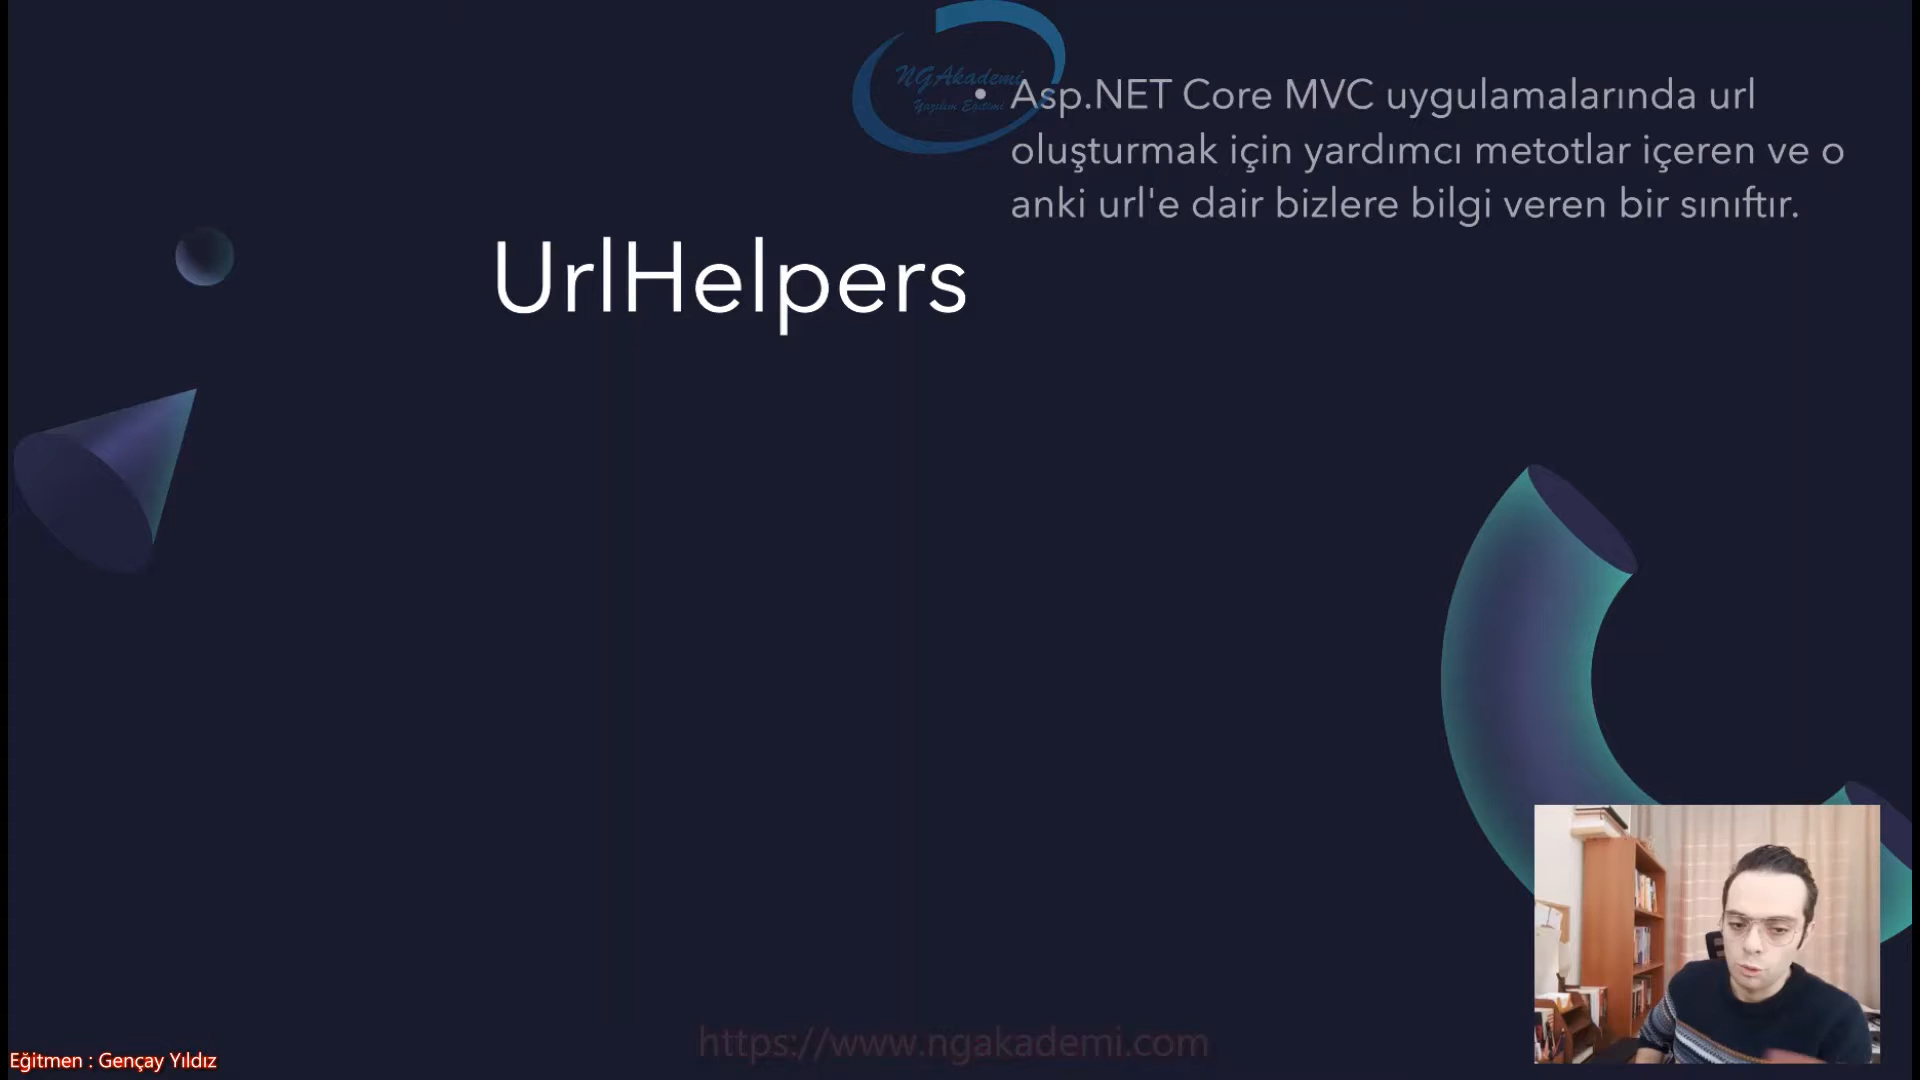 NGAkademi
Yazılım Eğitimi
• Asp.NET Core MVC uygulamalarında url
oluşturmak için yardımcı metotlar içeren ve o
anki url'e dair bizlere bilgi veren bir sınıftır.
UrlHelpers
https://www.ngakademi.com
Eğitmen : Gençay Yıldız